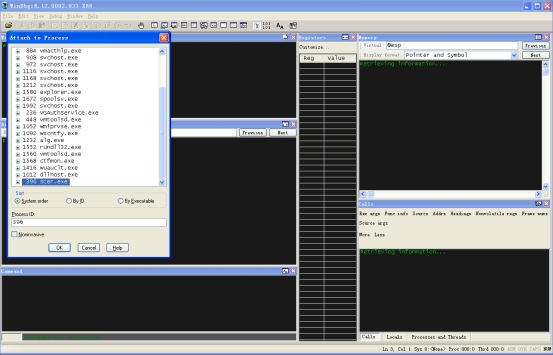 WinDbg:6.12.0002.633 X86
File Edit View Debug Window Help
Attach to Process
884 vmacthlp.exe
908 svchost.exe
972 svchost.exe
1116 svchost.exe
1168 svchost.exe
1212 svchost.exe
1580 explorer.exe
1672 spoolsv.exe
1992 svchost.exe
236 VGAuthService.exe
448 vmtoolsd.exe
1052 wmiprvse.exe
1092 wscntfy.exe
1232 alg.exe
1552 rundll32.exe
1560 vmtoolsd.exe
1568 ctfmon.exe
1416 wuauclt.exe
1012 dllhost.exe
396 scer.exe
Sort
System order
By ID
By Executable
Process ID:
396
Noninvasive
OK
Cancel
Help
Previous
Next
Command
Registers
Customize...
Reg
Value
Memory
Virtual:
@esp
Previous
Display format:
Pointer and Symbol
Next
Retrieving information...
Calls
Raw args Func info Source Addrs Headings Nonvolatile regs Frame nums
Source args
More Less
Retrieving information...
Calls
Locals
Processes and Threads
Ln 3, Col 1 Sys 0:<None> Proc 000:0 Thrd 000:0 ASM OVR CAPS NUM